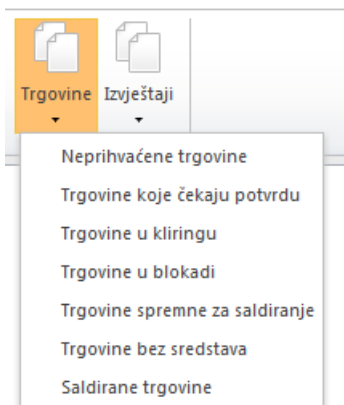 Trgovine Izvještaji
Neprihvaćene trgovine
Trgovine koje čekaju potvrdu
Trgovine u kliringu
Trgovine u blokadi
Trgovine spremne za saldiranje
Trgovine bez sredstava
Saldirane trgovine